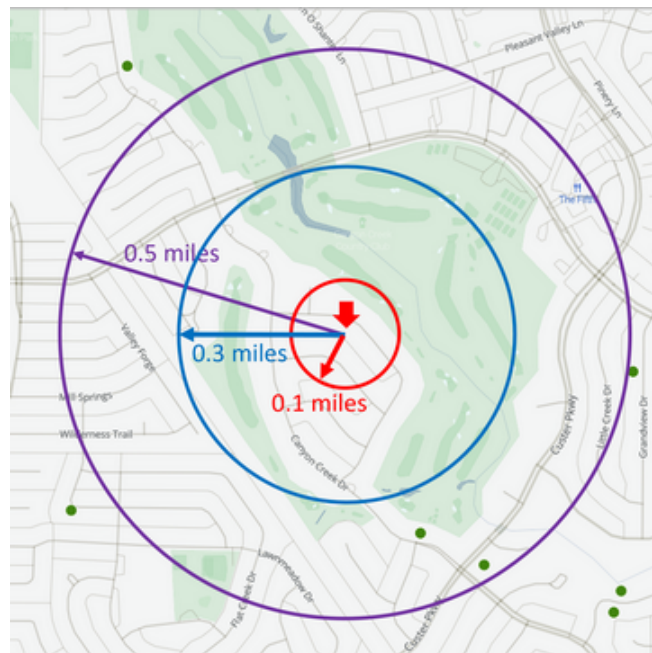 Pleasant Valley Ln
Pinery Ln
The Fifth
0.5 miles
0.3 miles
0.1 miles
Valley Forge
Mill Springs
Wilderness Trail
Canyon Creek Dr
Custer Pkwy
Little Creek Dr
Grandview Dr
Lawnmeadow Dr
Flat Creek Dr
Custer Pkwy